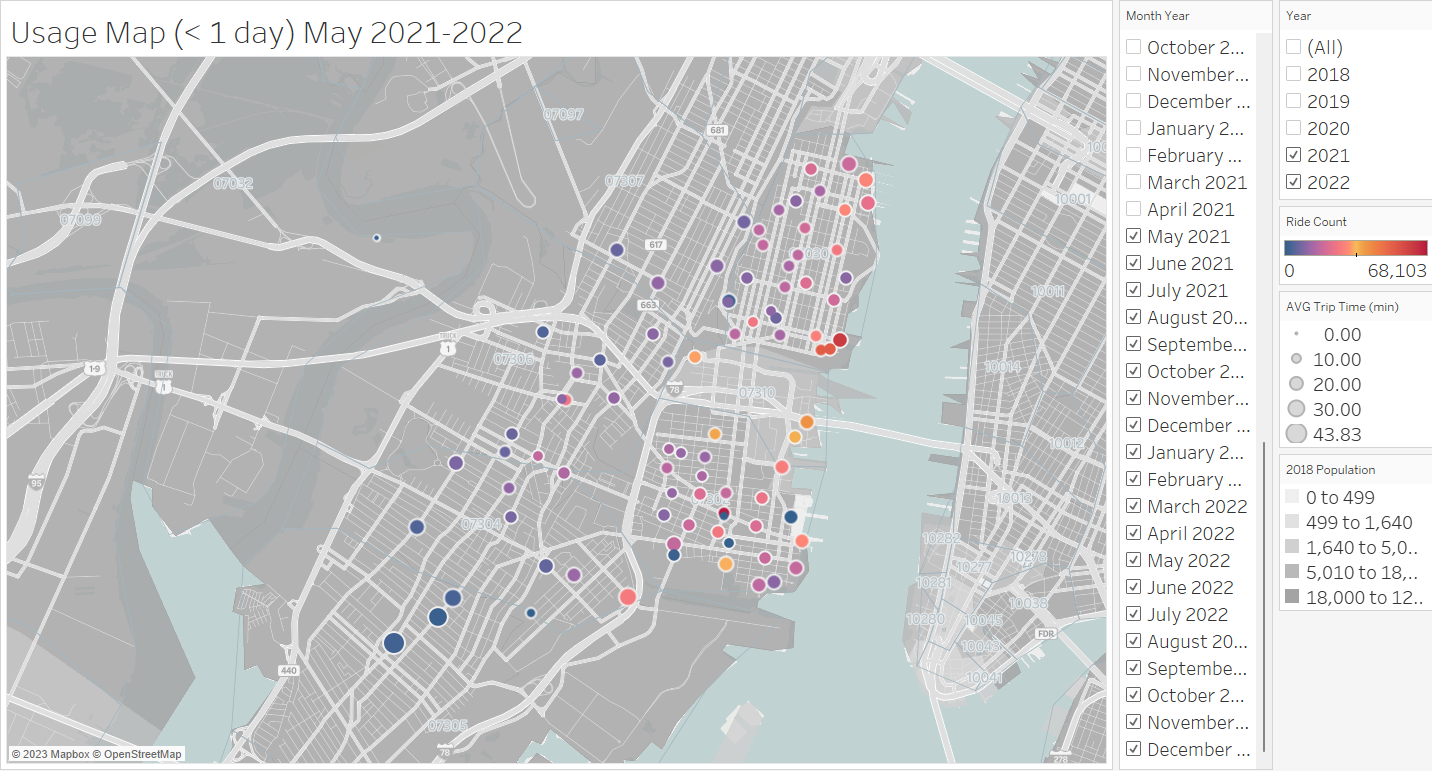 Usage Map (< 1 day) May 2021-2022
07097
681
07032
07307
07099
617
10001
1030
10011
663
TRUCK
1
07306
10014
1-9
TRUCK
1
78
07310
10012
95
10013
07302
07304
10282
10278
10277
10281
10038
10280
10045
FDR
10043
440
10041
07305
78
278
© 2023 Mapbox © OpenStreetMap
Month Year
October 2...
November...
December ...
January 2...
February ...
March 2021
April 2021
May 2021
June 2021
July 2021
August 20...
Septembe...
October 2...
November...
December ...
January 2...
February ...
March 2022
April 2022
May 2022
June 2022
July 2022
August 20...
Septembe...
October 2...
November...
December ...
Year
(All)
2018
2019
2020
2021
2022
Ride Count
0 68,103
AVG Trip Time (min)
0.00
10.00
20.00
30.00
43.83
2018 Population
0 to 499
499 to 1,640
1,640 to 5,0..
5,010 to 18,..
18,000 to 12..